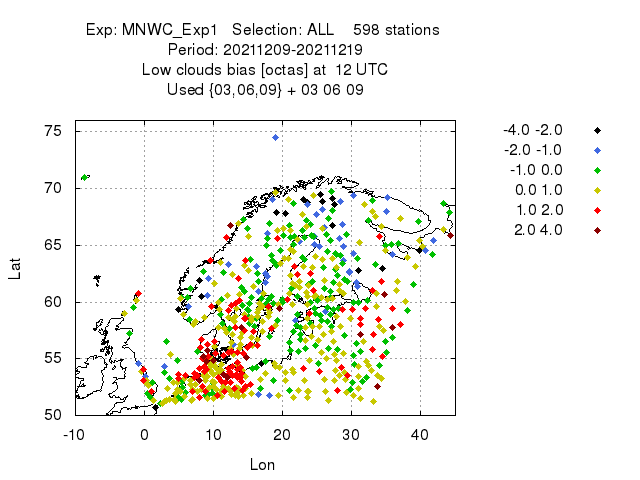 Exp: MNWC_Exp1 Selection: ALL 598 stations
Period: 20211209-20211219
Low clouds bias [octas] at 12 UTC
Used {03,06,09} + 03 06 09
-4.0 -2.0
-2.0 -1.0
-1.0 0.0
0.0 1.0
1.0 2.0
2.0 4.0
75
70
65
60
55
50
Lat
-10 0 10 20 30 40
Lon